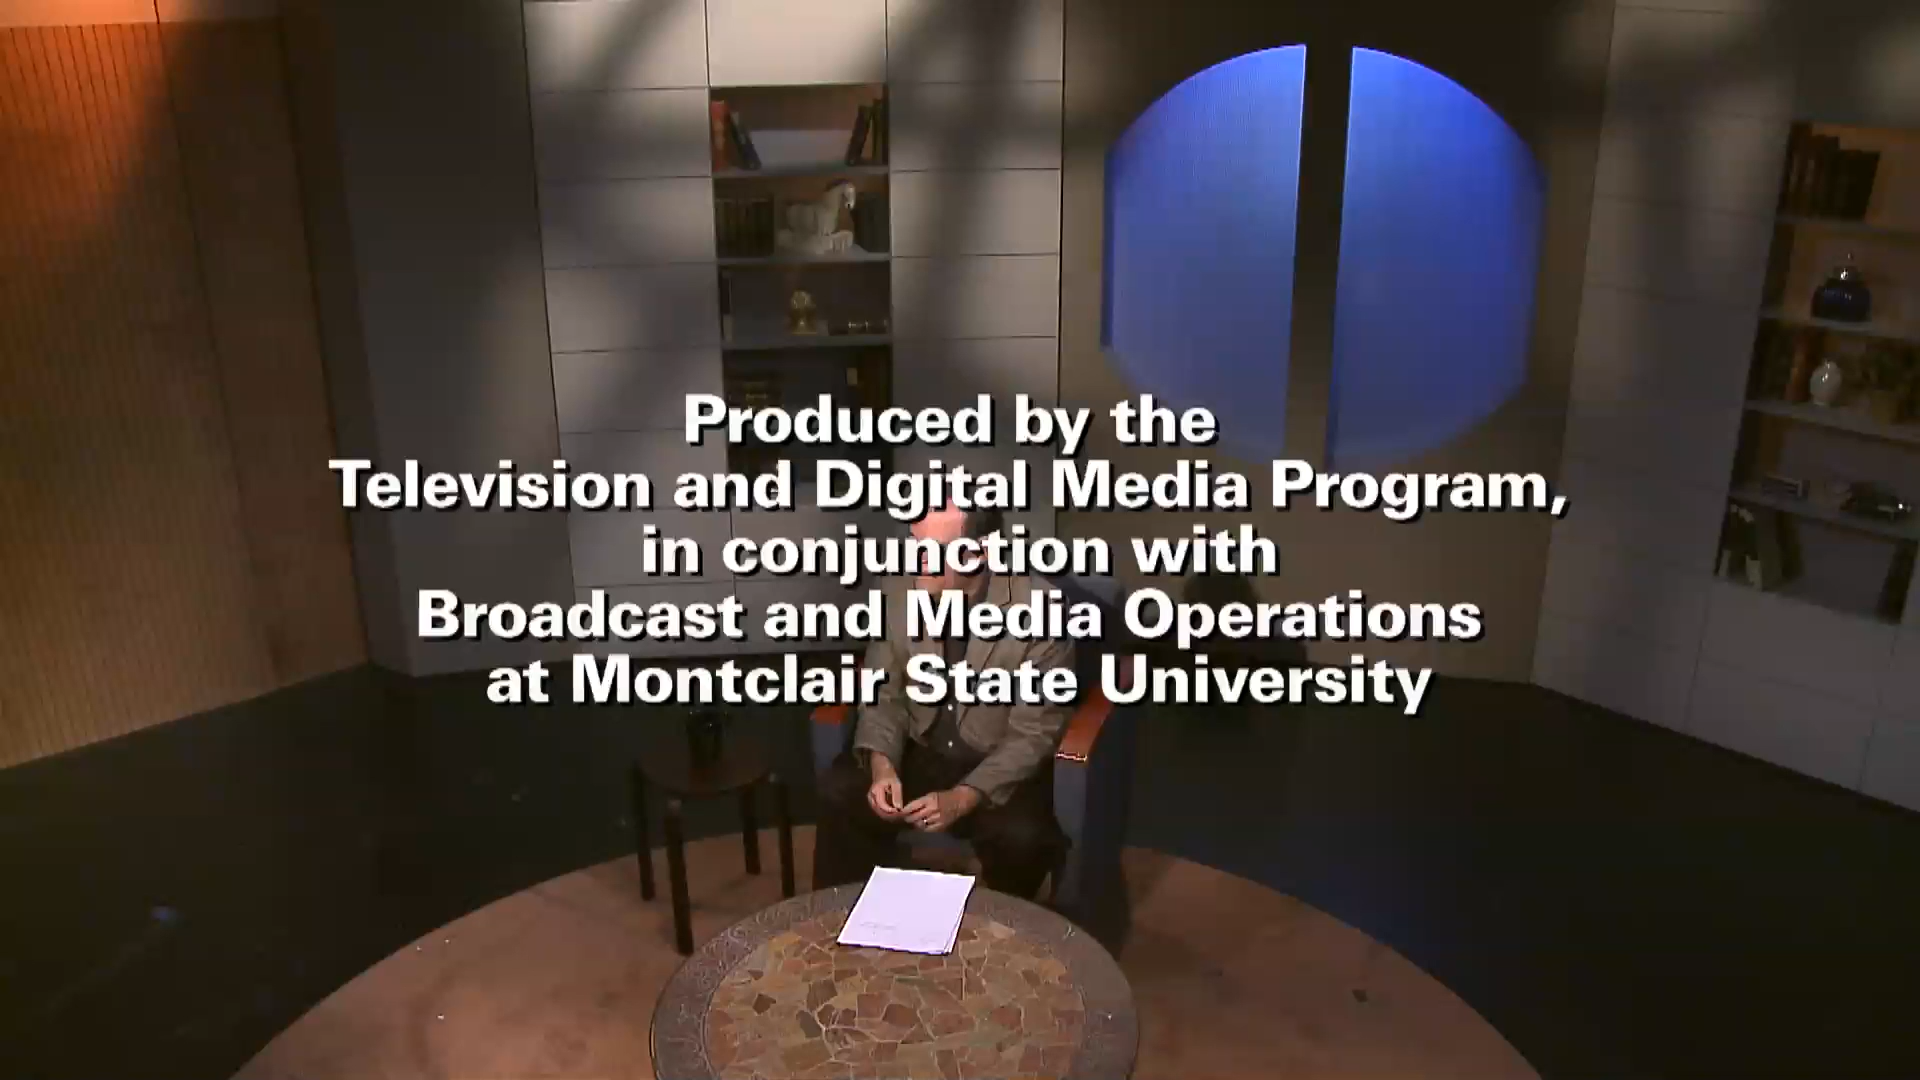 Produced by the
Television and Digital Media Program,
in conjunction with
Broadcast and Media Operations
at Montclair State University